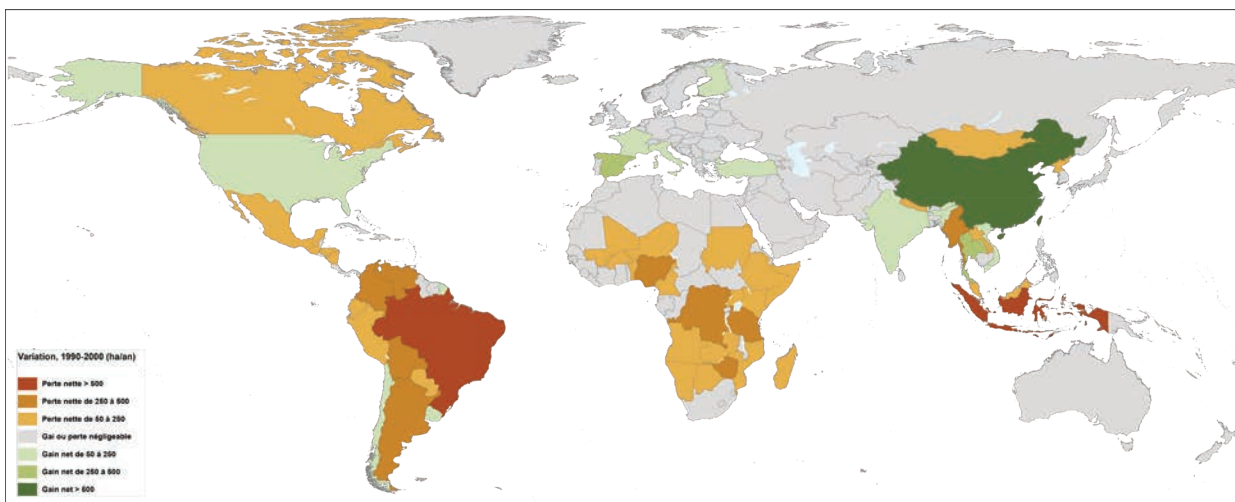 Variation, 1990-2000 (ha/an)
Perte nette > 500
Perte nette de 250 à 500
Perte nette de 50 à 250
Gai ou perte négligeable
Gain net de 50 à 250
Gain net de 250 à 500
Gain net > 500